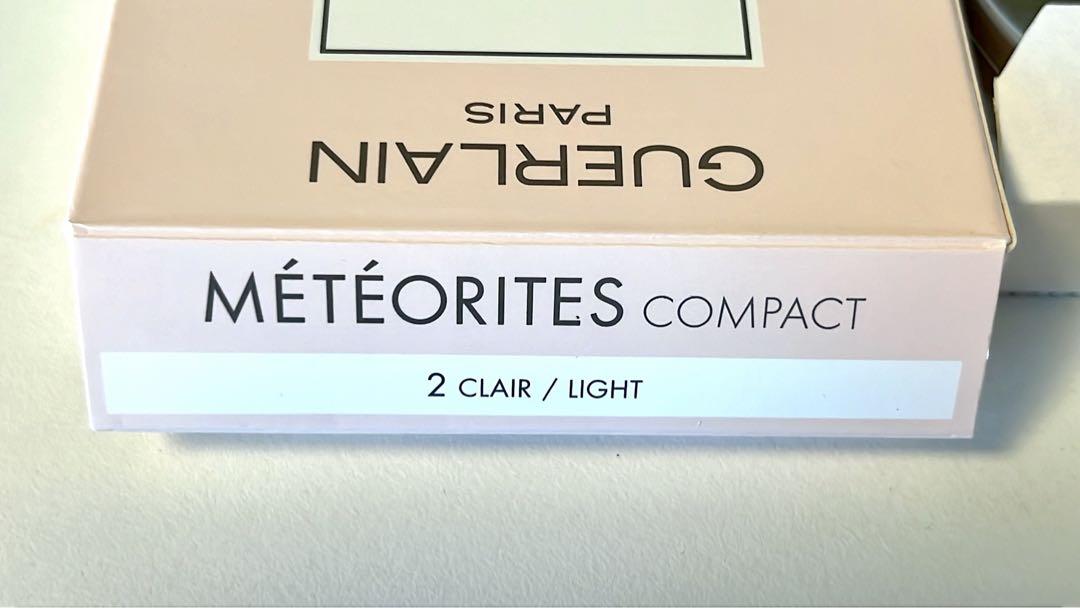 GUERLAIN
PARIS
MÉTÉORITES COMPACT
2 CLAIR / LIGHT